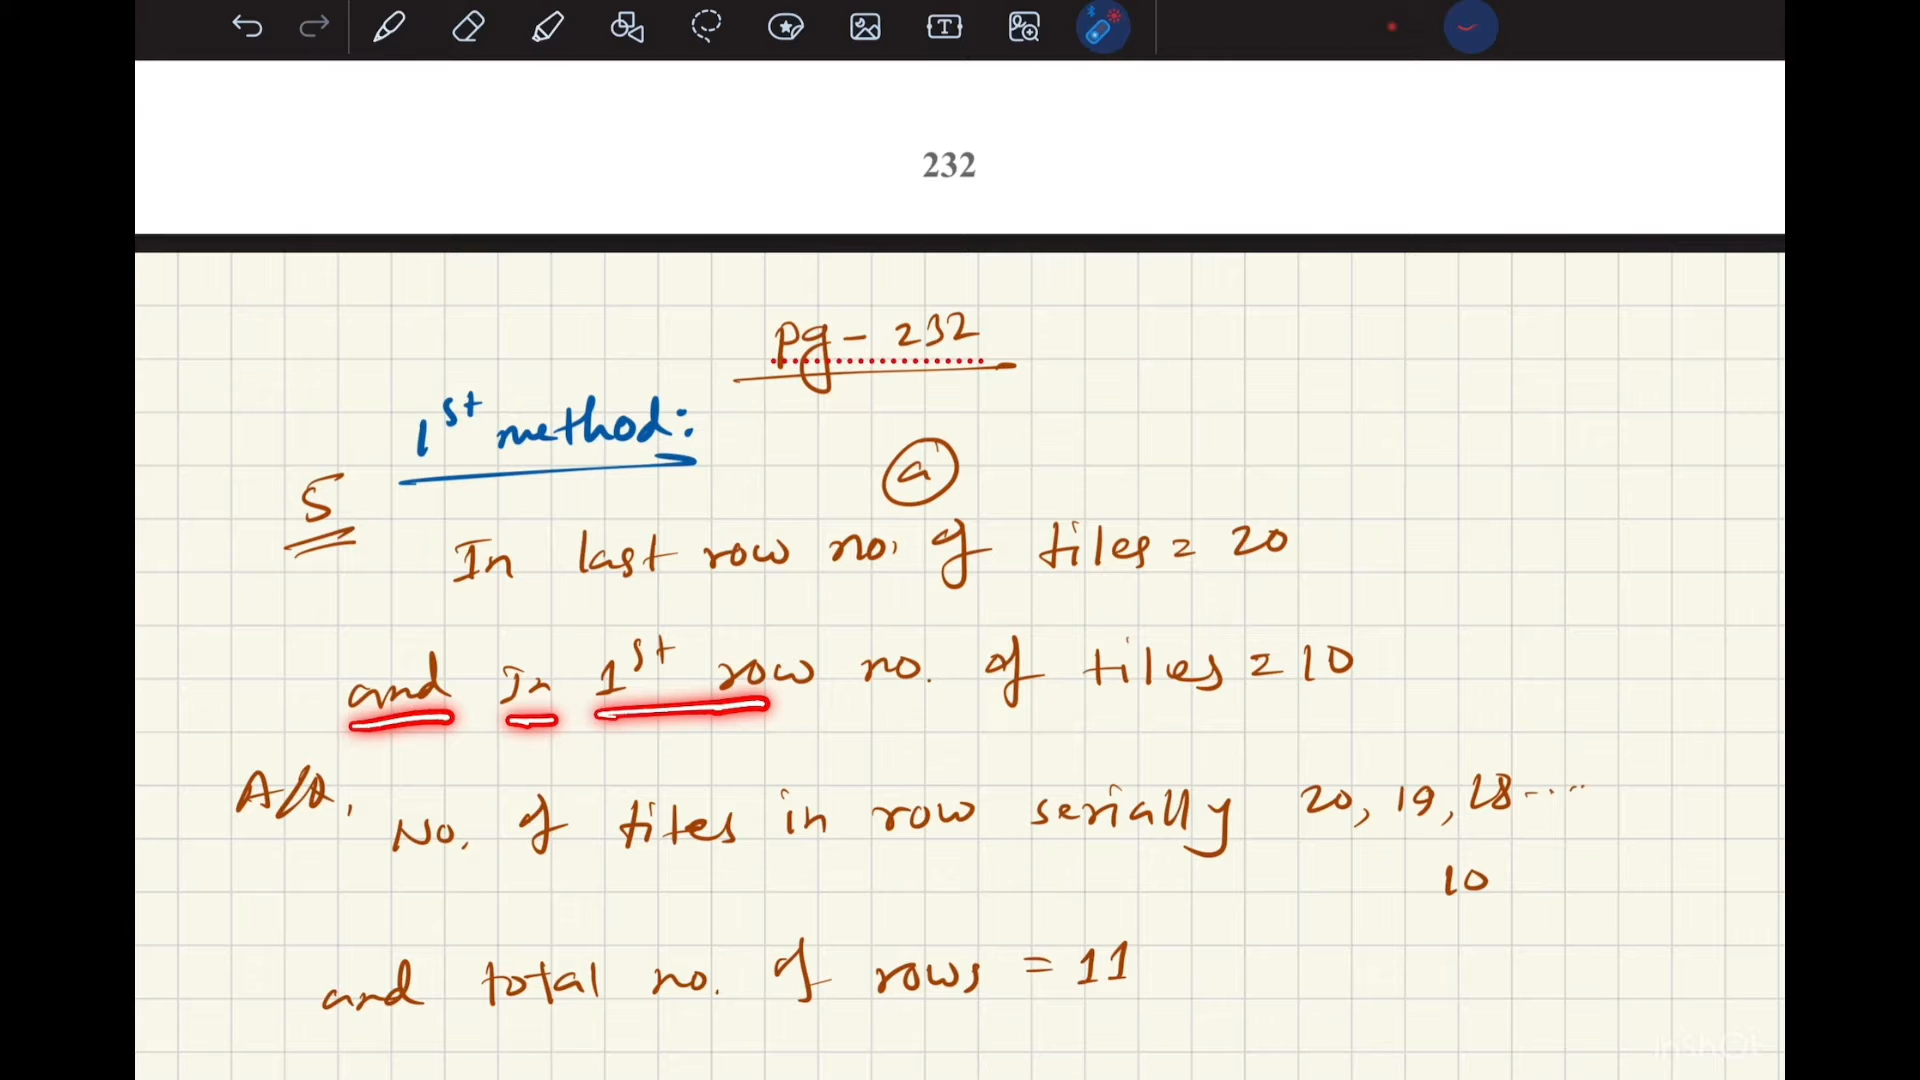 232
Pg - 232
1st method:
(a)
5
In last row no. of tiles = 20
and In 1st row no. of tiles = 10
A/Q, No. of tiles in row serially 20, 19, 18 ....
10
and total no. of rows = 11
InShOt